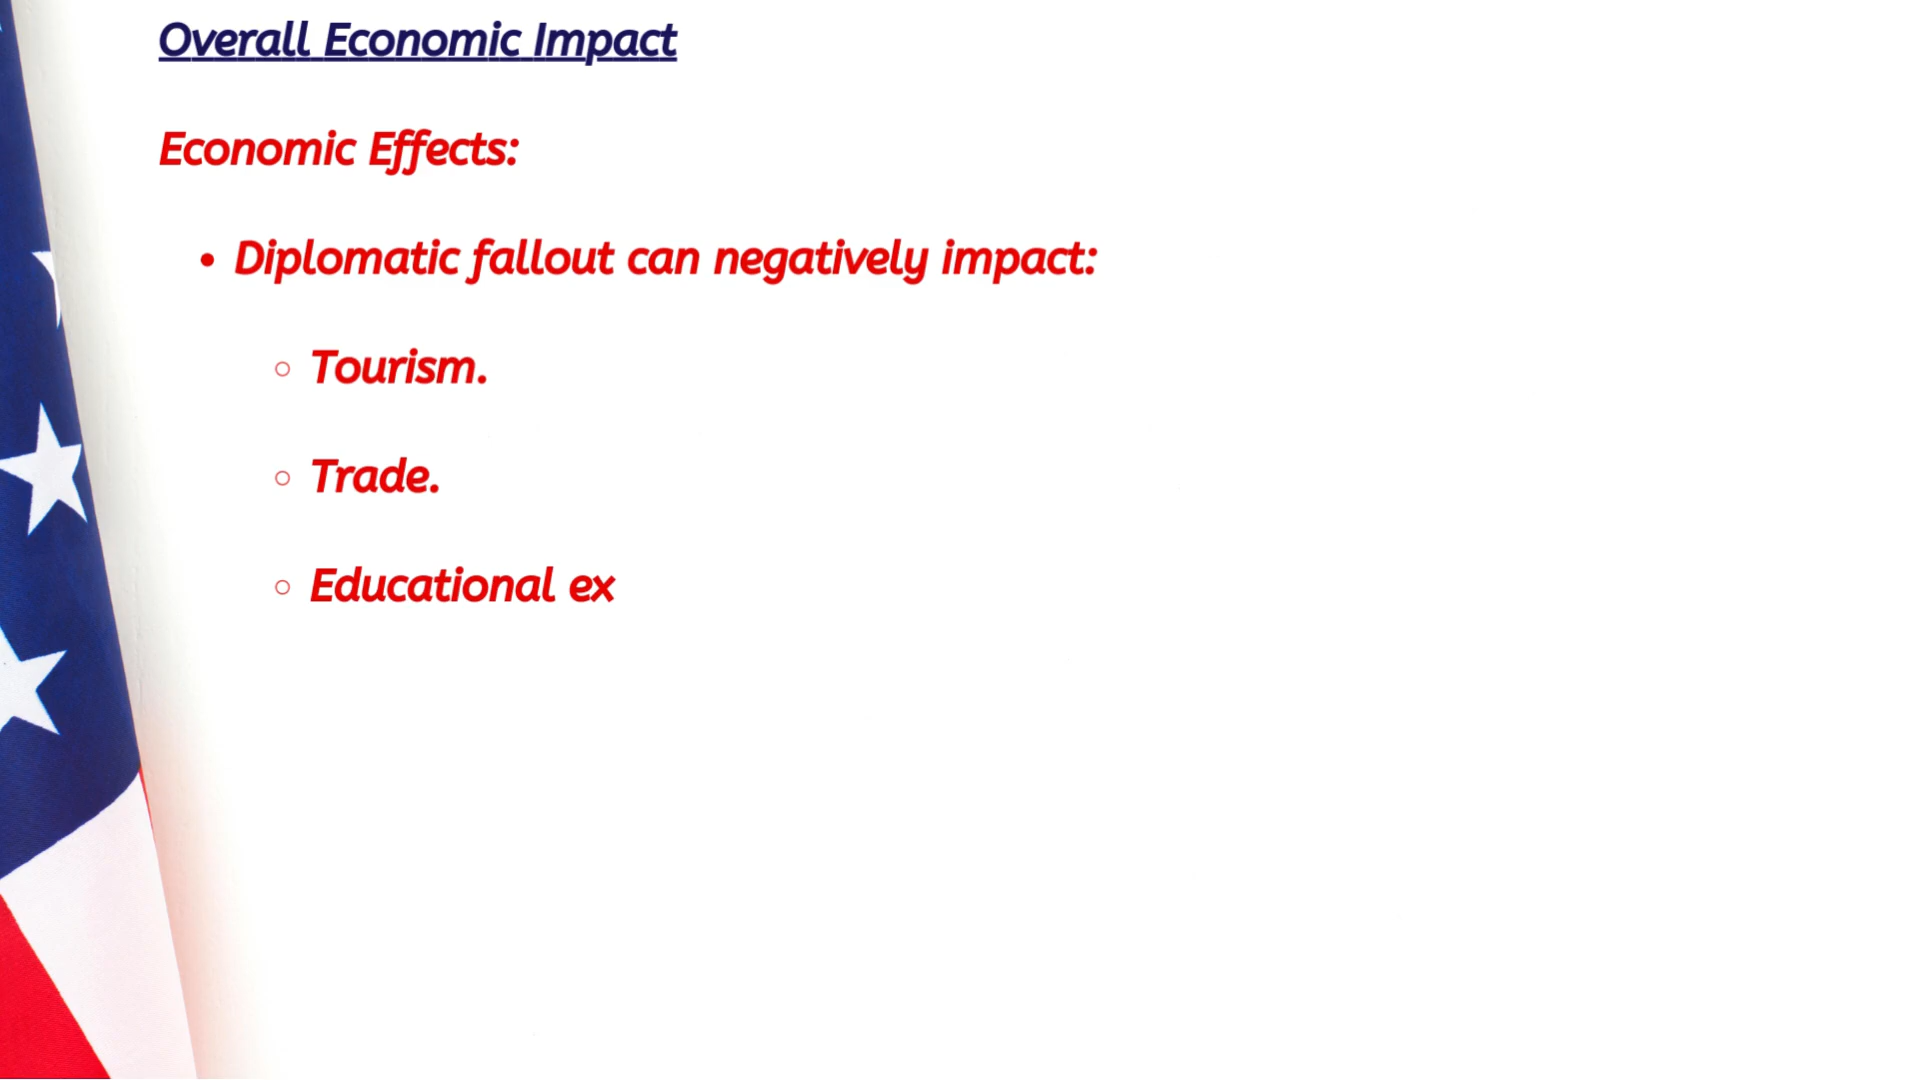 Overall Economic Impact
Economic Effects:
• Diplomatic fallout can negatively impact:
○ Tourism.
○ Trade.
○ Educational ex